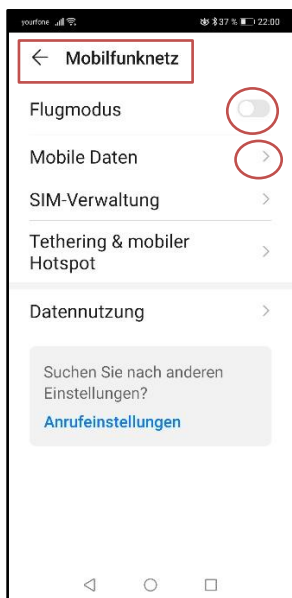 yourfone 37 % 22:00
← Mobilfunknetz
Flugmodus
Mobile Daten
SIM-Verwaltung
Tethering & mobiler
Hotspot
Datennutzung
Suchen Sie nach anderen
Einstellungen?
Anrufeinstellungen